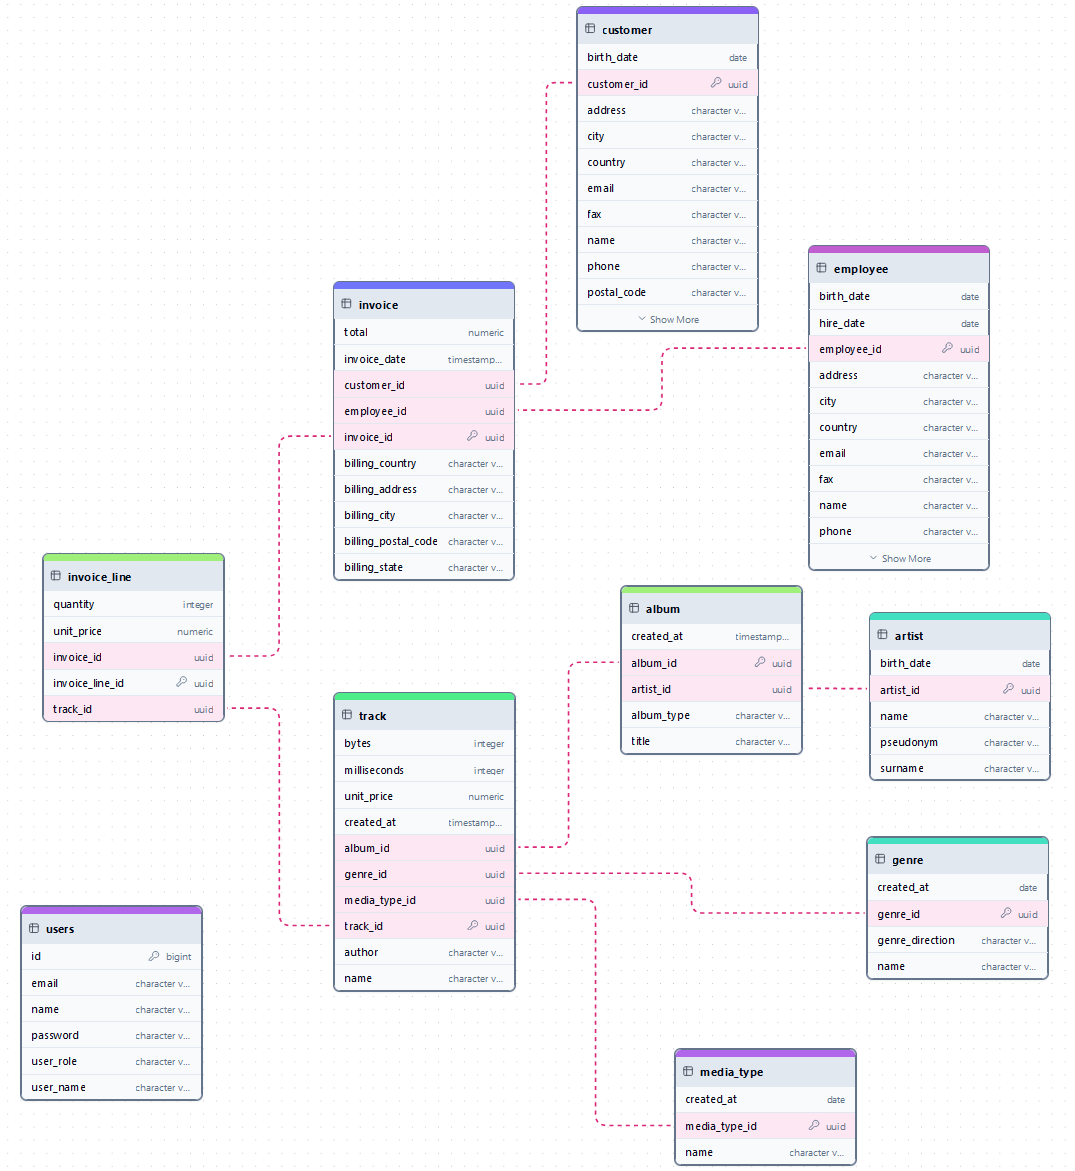 customer
birth_date date
customer_id uuid
address character v...
city character v...
country character v...
email character v...
fax character v...
name character v...
phone character v...
postal_code character v...
Show More
employee
birth_date date
hire_date date
employee_id uuid
address character v...
city character v...
country character v...
email character v...
fax character v...
name character v...
phone character v...
Show More
invoice
total numeric
invoice_date timestamp...
customer_id uuid
employee_id uuid
invoice_id uuid
billing_country character v...
billing_address character v...
billing_city character v...
billing_postal_code character v...
billing_state character v...
invoice_line
quantity integer
unit_price numeric
invoice_id uuid
invoice_line_id uuid
track_id uuid
album
created_at timestamp...
album_id uuid
artist_id uuid
album_type character v...
title character v...
artist
birth_date date
artist_id uuid
name character v...
pseudonym character v...
surname character v...
track
bytes integer
milliseconds integer
unit_price numeric
created_at timestamp...
album_id uuid
genre_id uuid
media_type_id uuid
track_id uuid
author character v...
name character v...
genre
created_at date
genre_id uuid
genre_direction character v...
name character v...
users
id bigint
email character v...
name character v...
password character v...
user_role character v...
user_name character v...
media_type
created_at date
media_type_id uuid
name character v...